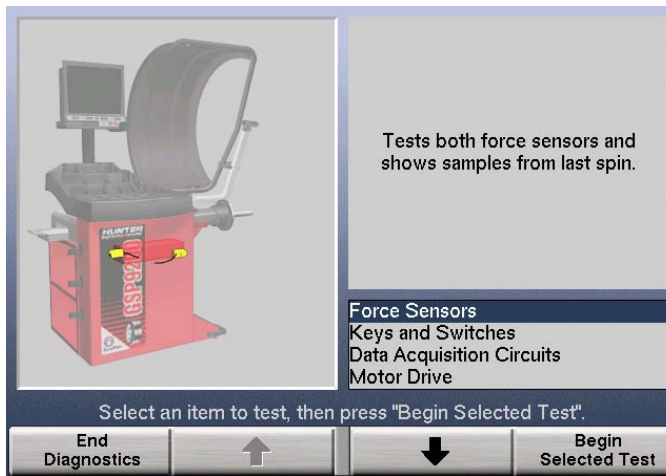 HUNTER
GSP9200
Tests both force sensors and
shows samples from last spin.
Force Sensors
Keys and Switches
Data Acquisition Circuits
Motor Drive
Select an item to test, then press "Begin Selected Test".
End
Diagnostics
Begin
Selected Test